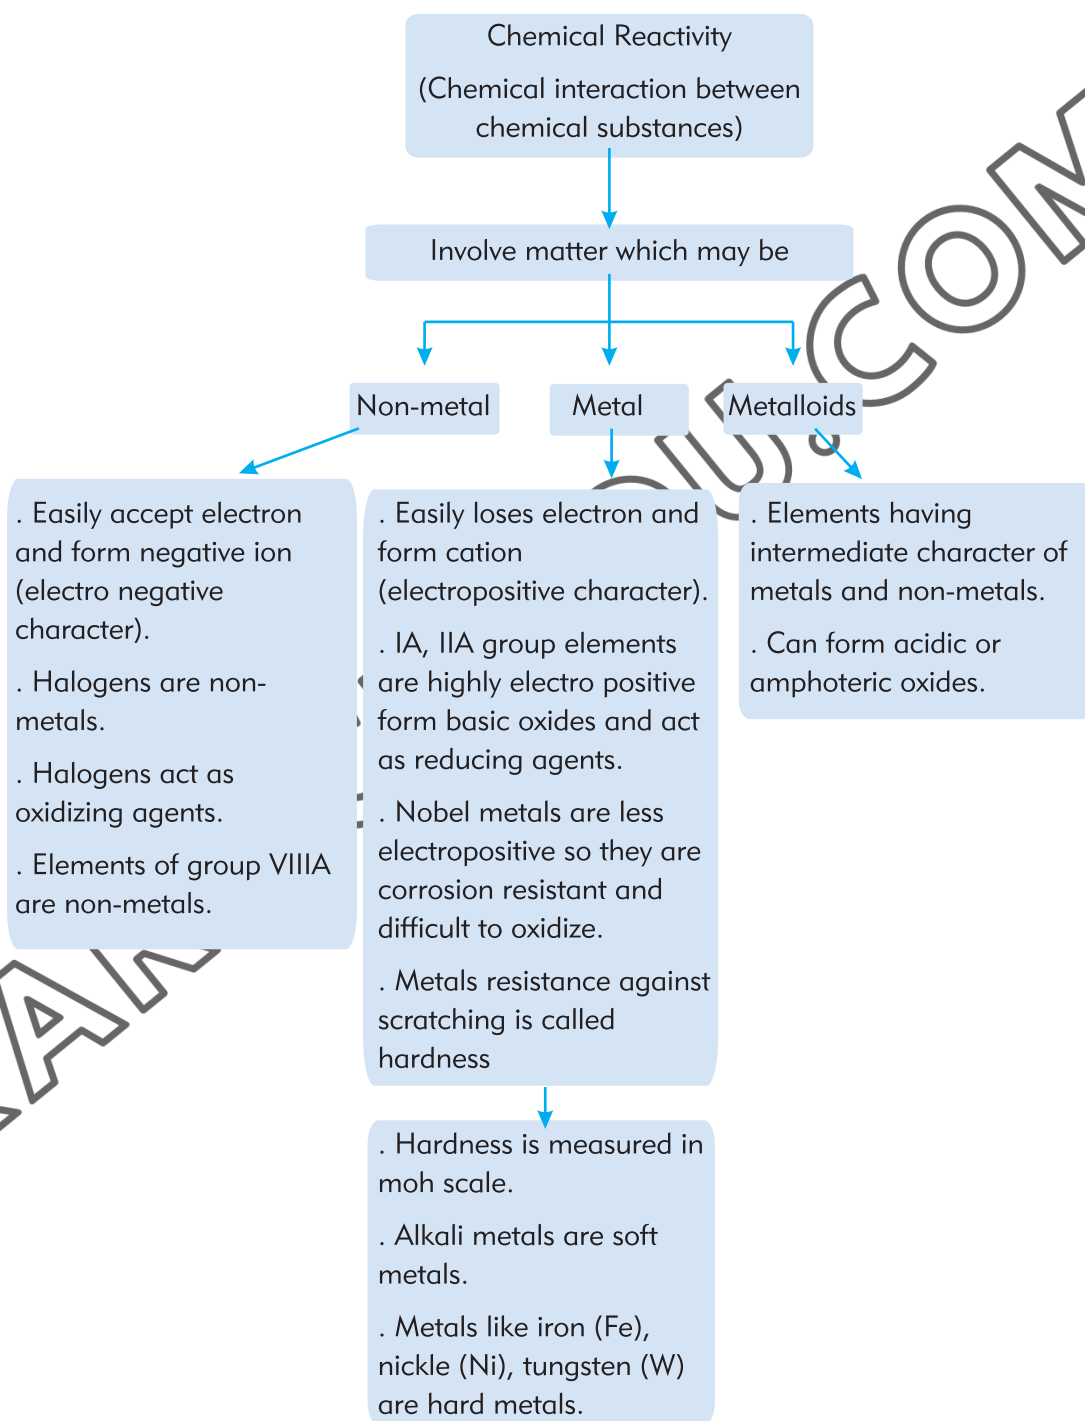 Chemical Reactivity
(Chemical interaction between
chemical substances)
Involve matter which may be
Non-metal
Metal
Metalloids
. Easily accept electron
and form negative ion
(electro negative
character).
. Halogens are non-
metals.
. Halogens act as
oxidizing agents.
. Elements of group VIIIA
are non-metals.
. Easily loses electron and
form cation
(electropositive character).
. IA, IIA group elements
are highly electro positive
form basic oxides and act
as reducing agents.
. Nobel metals are less
electropositive so they are
corrosion resistant and
difficult to oxidize.
. Metals resistance against
scratching is called
hardness
. Elements having
intermediate character of
metals and non-metals.
. Can form acidic or
amphoteric oxides.
. Hardness is measured in
moh scale.
. Alkali metals are soft
metals.
. Metals like iron (Fe),
nickle (Ni), tungsten (W)
are hard metals.